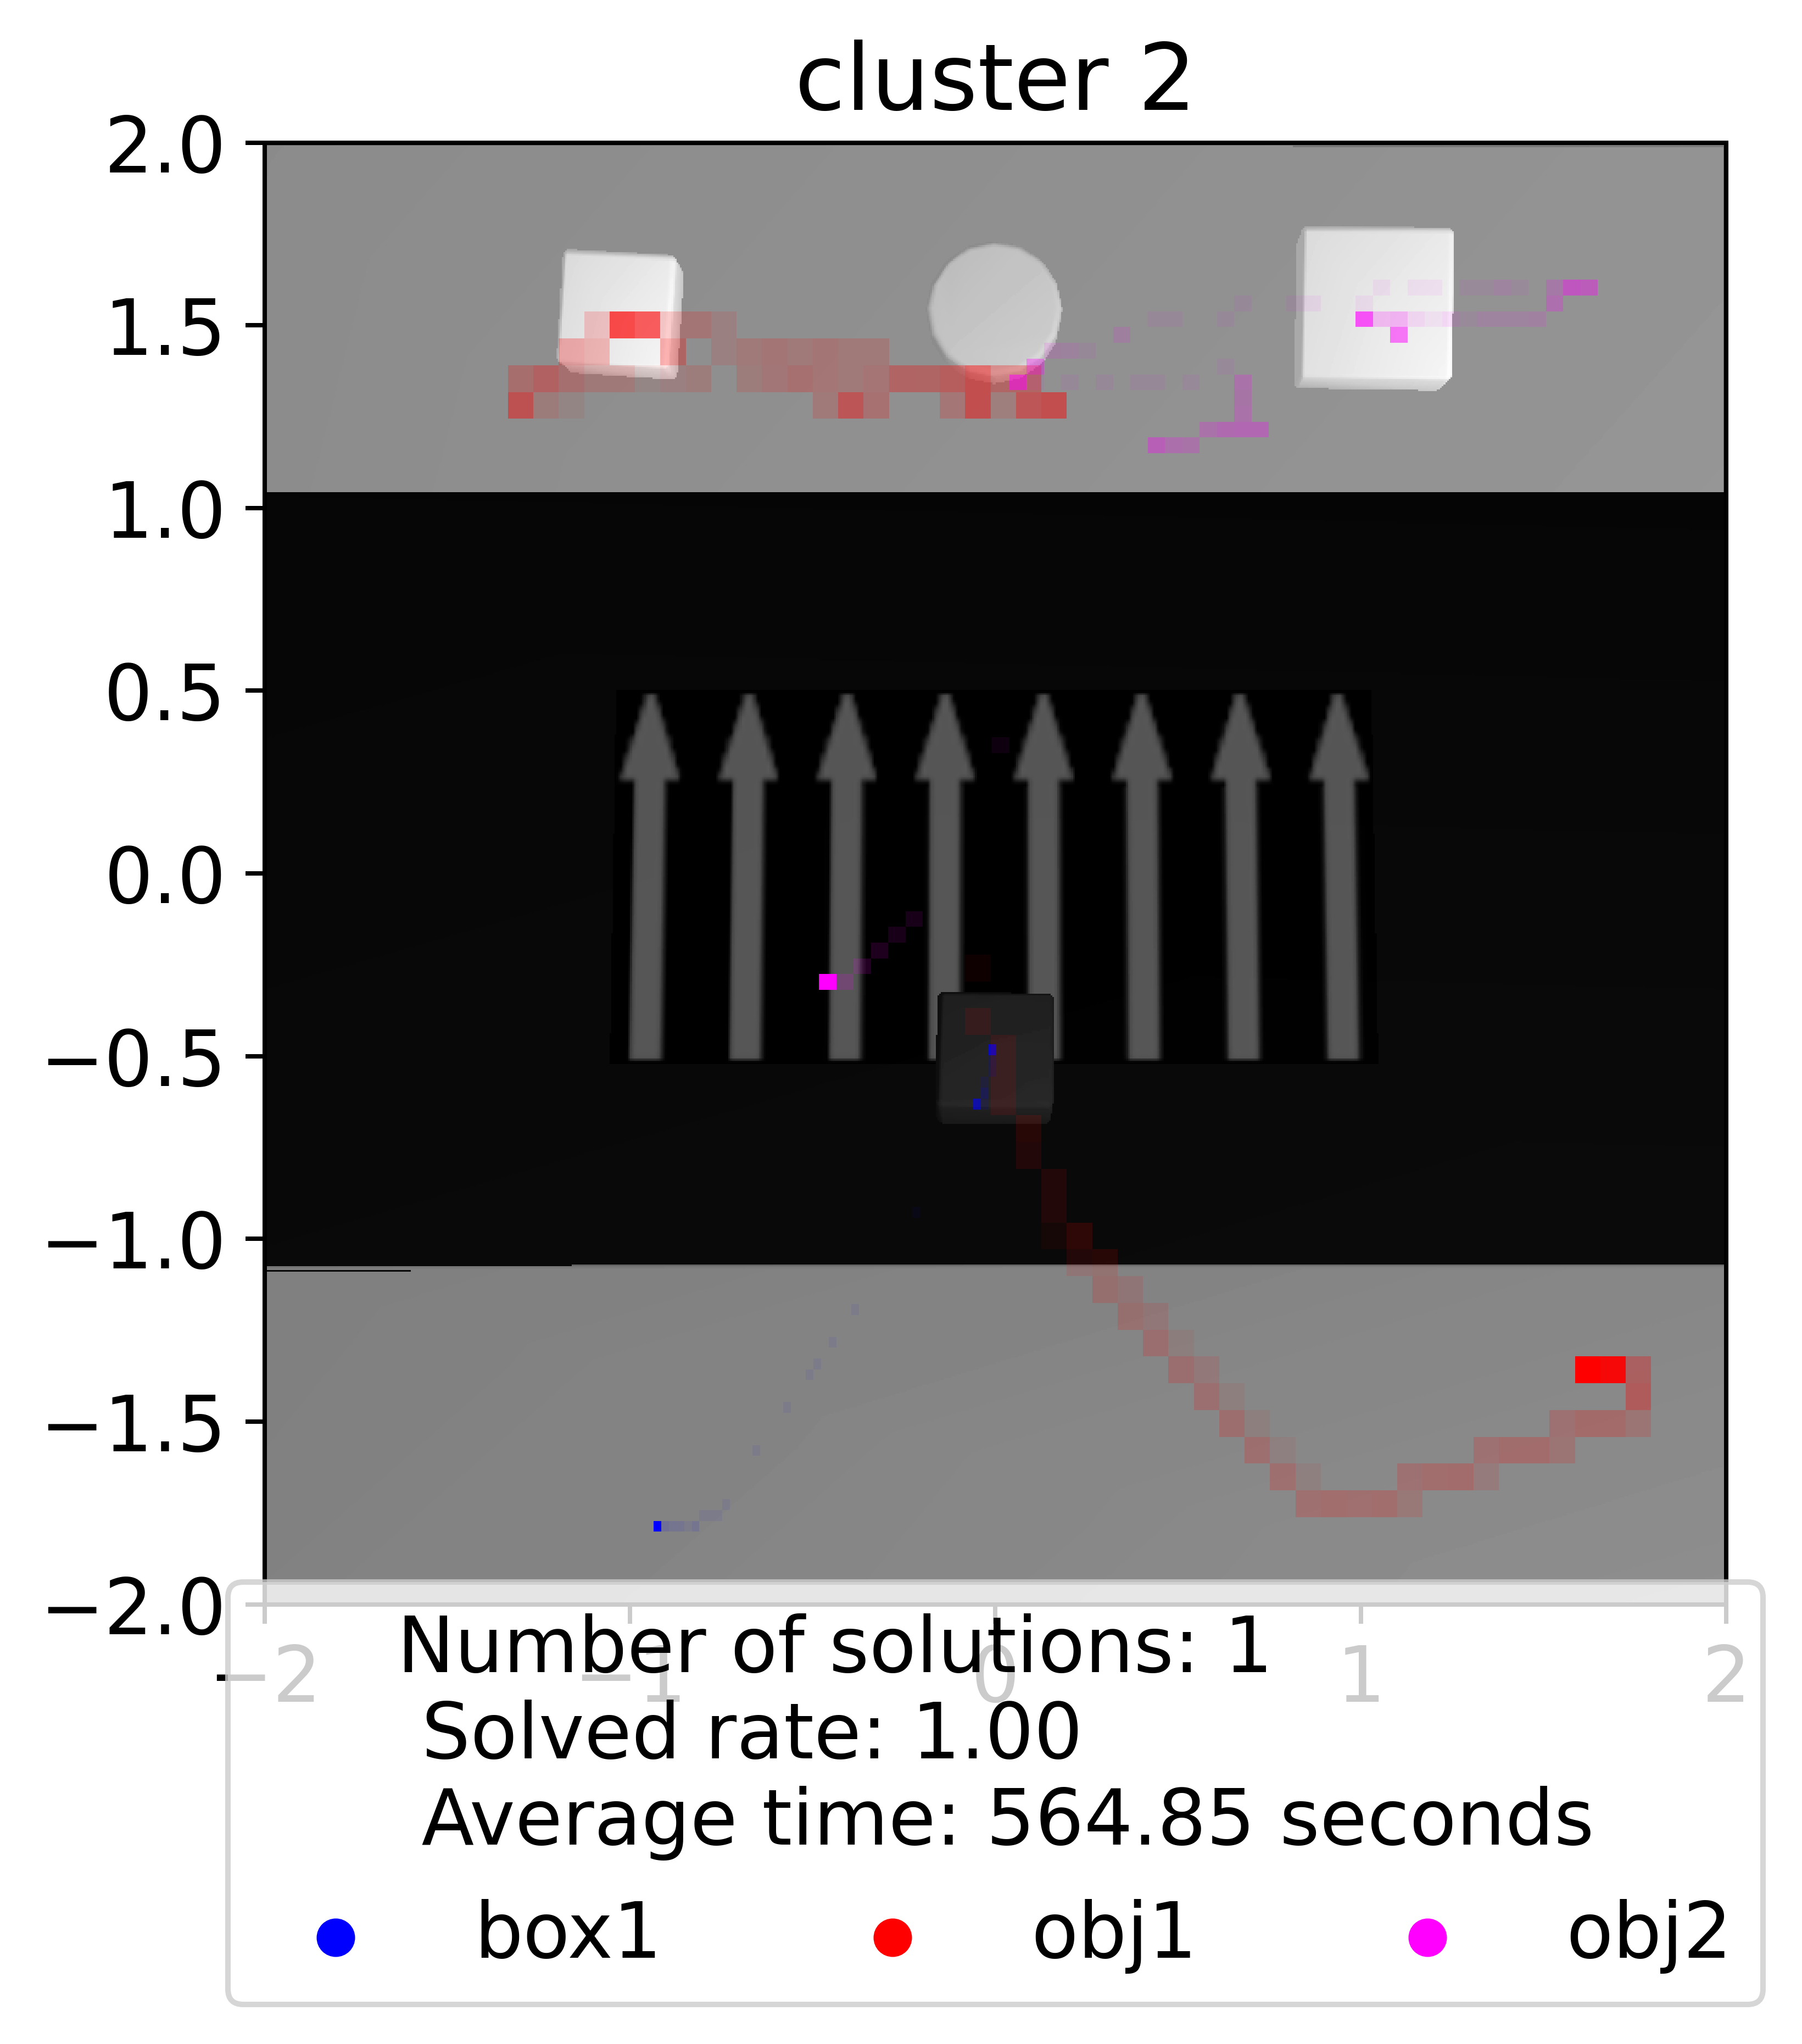 cluster 2
2.0
1.5
1.0
0.5
0.0
−0.5
−1.0
−1.5
−2.0
−2 −1 0 1 2
Number of solutions: 1
Solved rate: 1.00
Average time: 564.85 seconds
box1 obj1 obj2